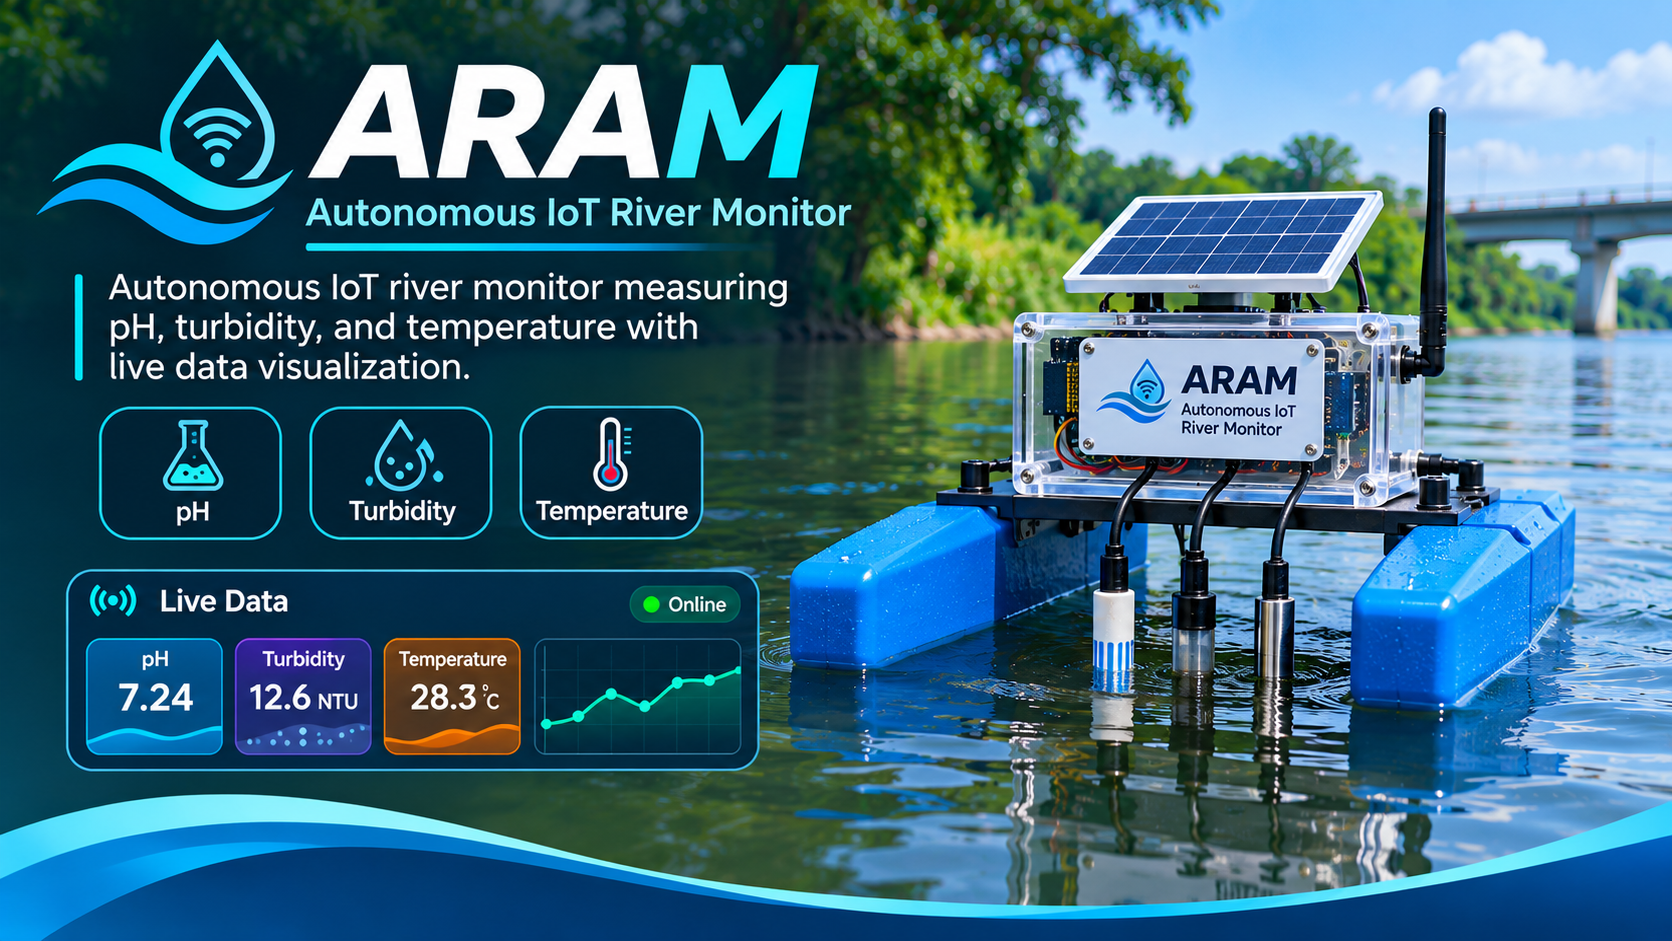 ARAM
Autonomous IoT River Monitor
Autonomous IoT river monitor measuring
pH, turbidity, and temperature with
live data visualization.
pH
Turbidity
Temperature
Live Data
Online
pH
7.24
Turbidity
12.6 NTU
Temperature
28.3 °C
ARAM
Autonomous IoT
River Monitor